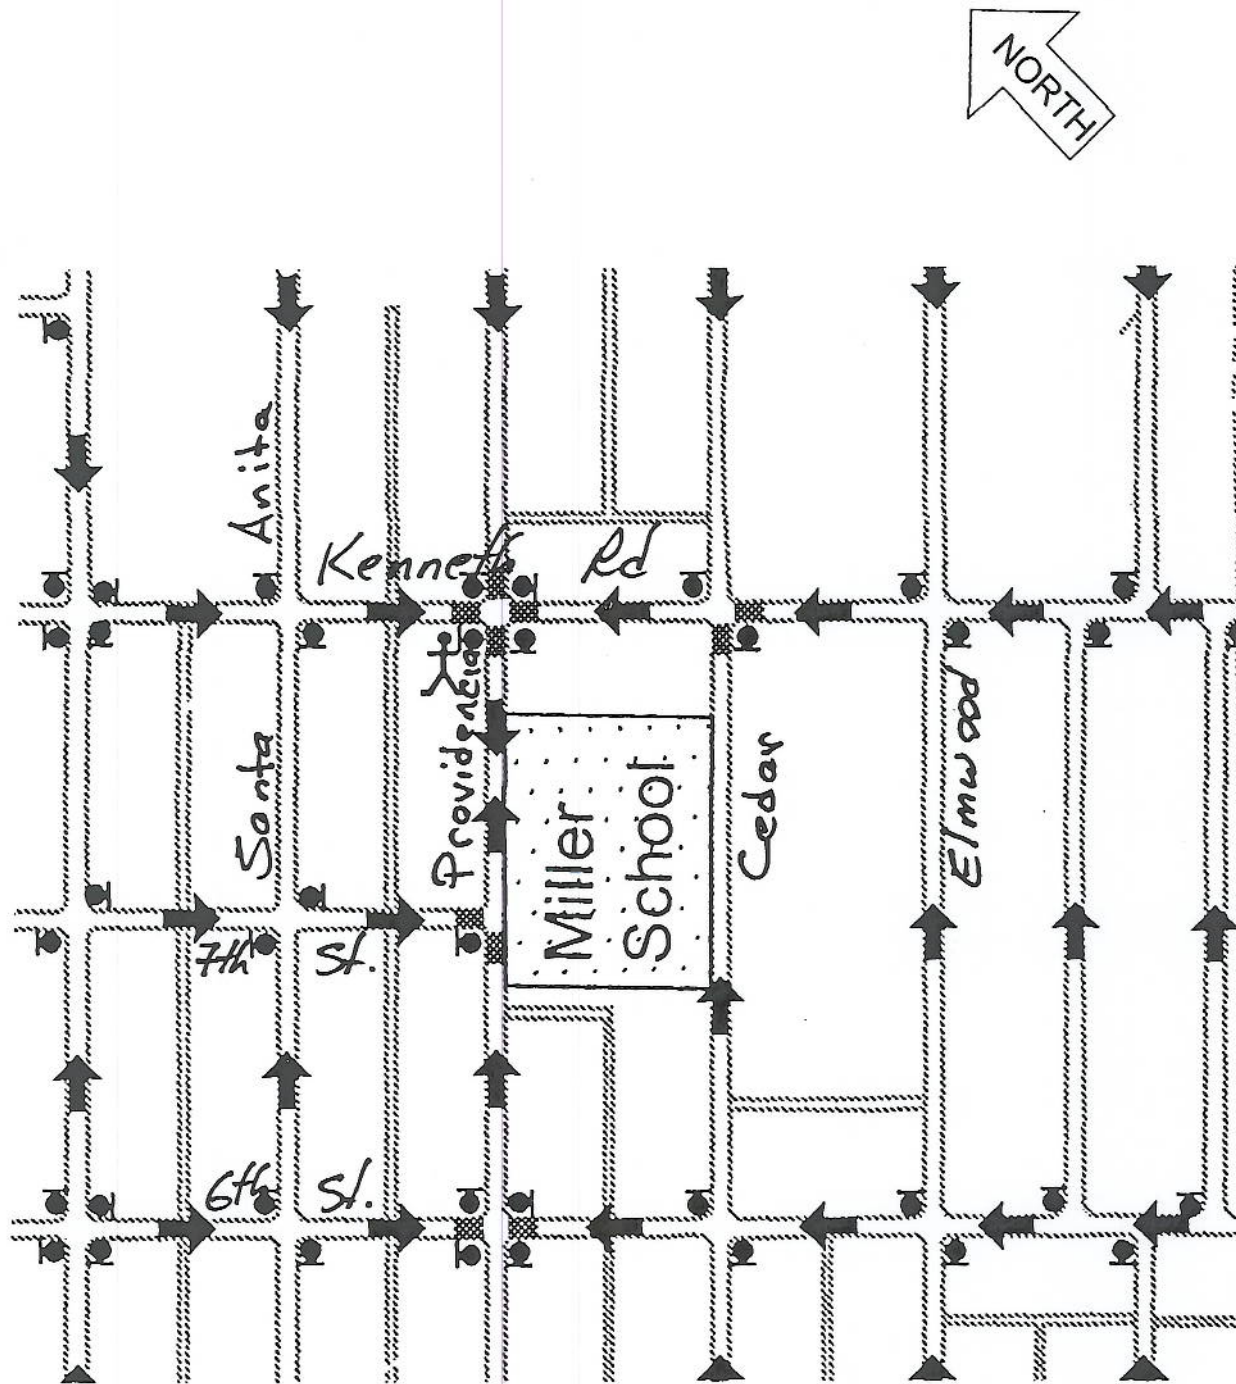 NORTH
Santa Anita
Kenneth Rd
Providencia
Miller
School
Cedar
Elmwood
7th St.
6th St.